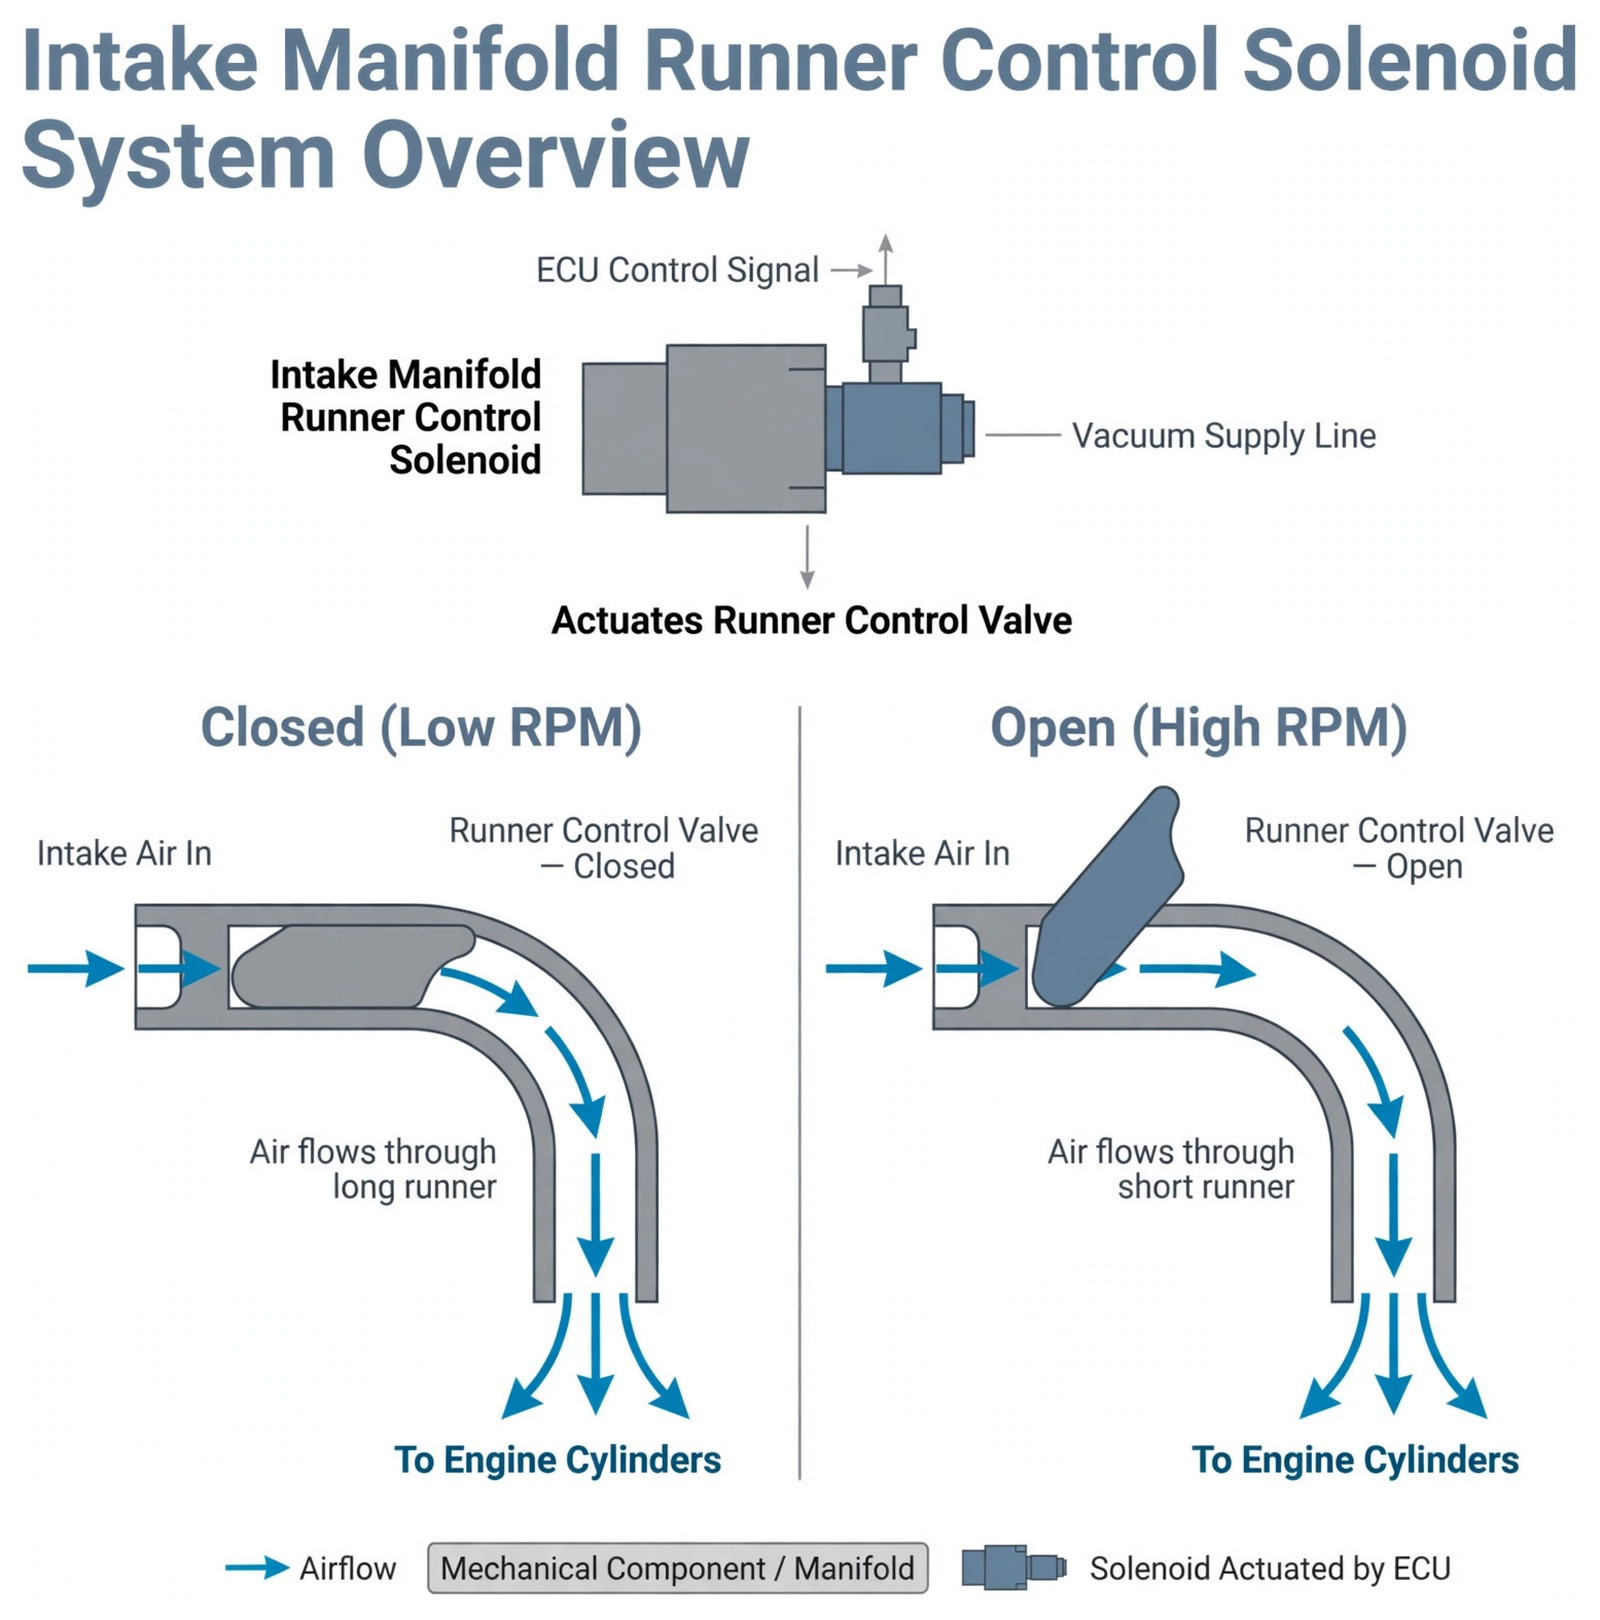 Intake Manifold Runner Control Solenoid
System Overview
ECU Control Signal
Intake Manifold
Runner Control
Solenoid
Vacuum Supply Line
Actuates Runner Control Valve
Closed (Low RPM)
Intake Air In
Runner Control Valve
– Closed
Air flows through
long runner
To Engine Cylinders
Open (High RPM)
Intake Air In
Runner Control Valve
– Open
Air flows through
short runner
To Engine Cylinders
Airflow
Mechanical Component / Manifold
Solenoid Actuated by ECU